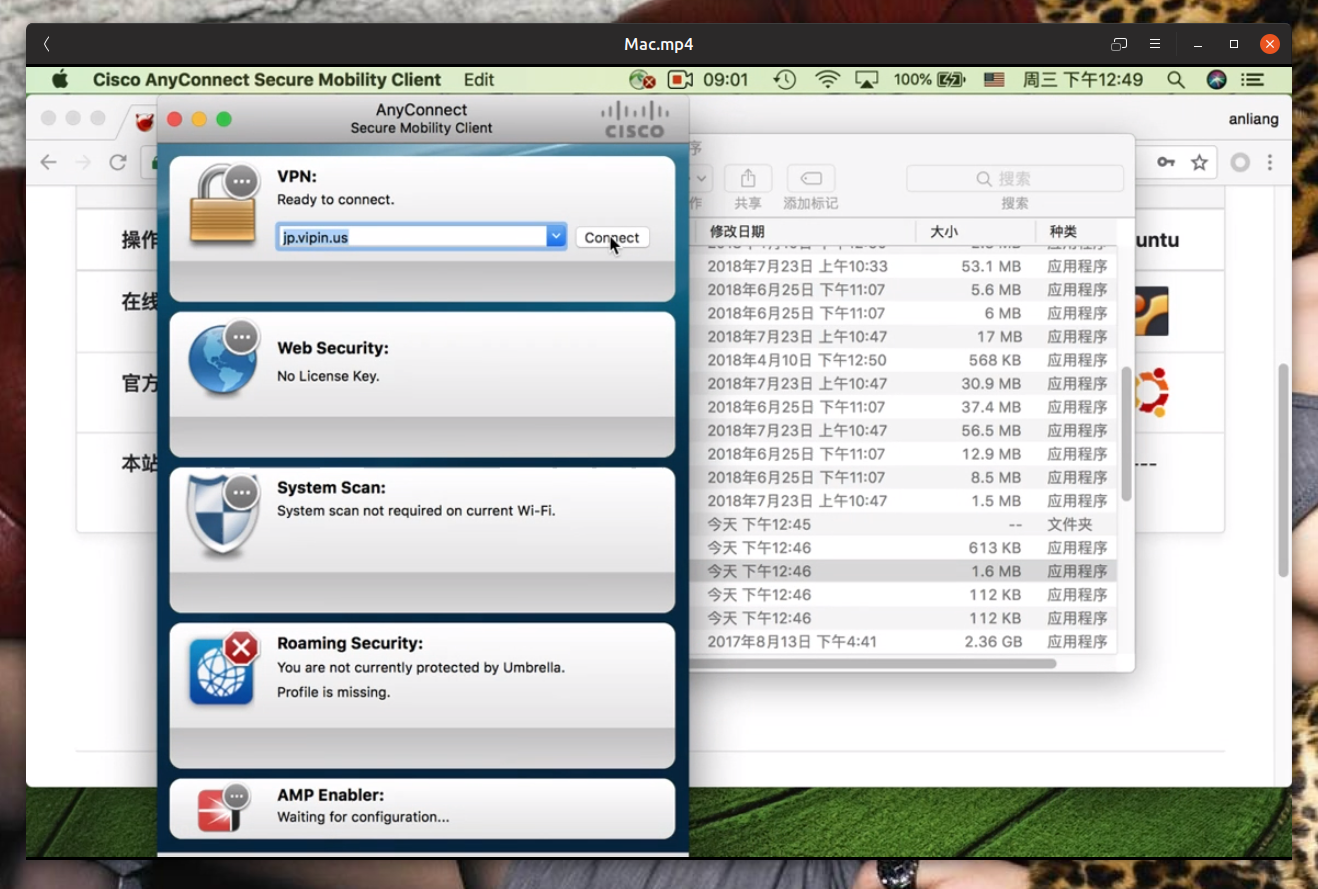 Mac.mp4
Cisco AnyConnect Secure Mobility Client Edit 09:01 100% 周三 下午12:49
AnyConnect
Secure Mobility Client
CISCO
anliang
VPN:
Ready to connect.
jp.vipin.us
Connect
Web Security:
No License Key.
System Scan:
System scan not required on current Wi-Fi.
Roaming Security:
You are not currently protected by Umbrella.
Profile is missing.
AMP Enabler:
Waiting for configuration...
操作
在线
官方
本站
序
搜索
作 共享 添加标记 搜索
修改日期 大小 种类
2018年7月23日 上午10:33 53.1 MB 应用程序
2018年6月25日 下午11:07 5.6 MB 应用程序
2018年6月25日 下午11:07 6 MB 应用程序
2018年7月23日 上午10:47 17 MB 应用程序
2018年4月10日 下午12:50 568 KB 应用程序
2018年7月23日 上午10:47 30.9 MB 应用程序
2018年6月25日 下午11:07 37.4 MB 应用程序
2018年7月23日 上午10:47 56.5 MB 应用程序
2018年6月25日 下午11:07 12.9 MB 应用程序
2018年6月25日 下午11:07 8.5 MB 应用程序
2018年7月23日 上午10:47 1.5 MB 应用程序
今天 下午12:45 -- 文件夹
今天 下午12:46 613 KB 应用程序
今天 下午12:46 1.6 MB 应用程序
今天 下午12:46 112 KB 应用程序
今天 下午12:46 112 KB 应用程序
2017年8月13日 下午4:41 2.36 GB 应用程序
untu
---